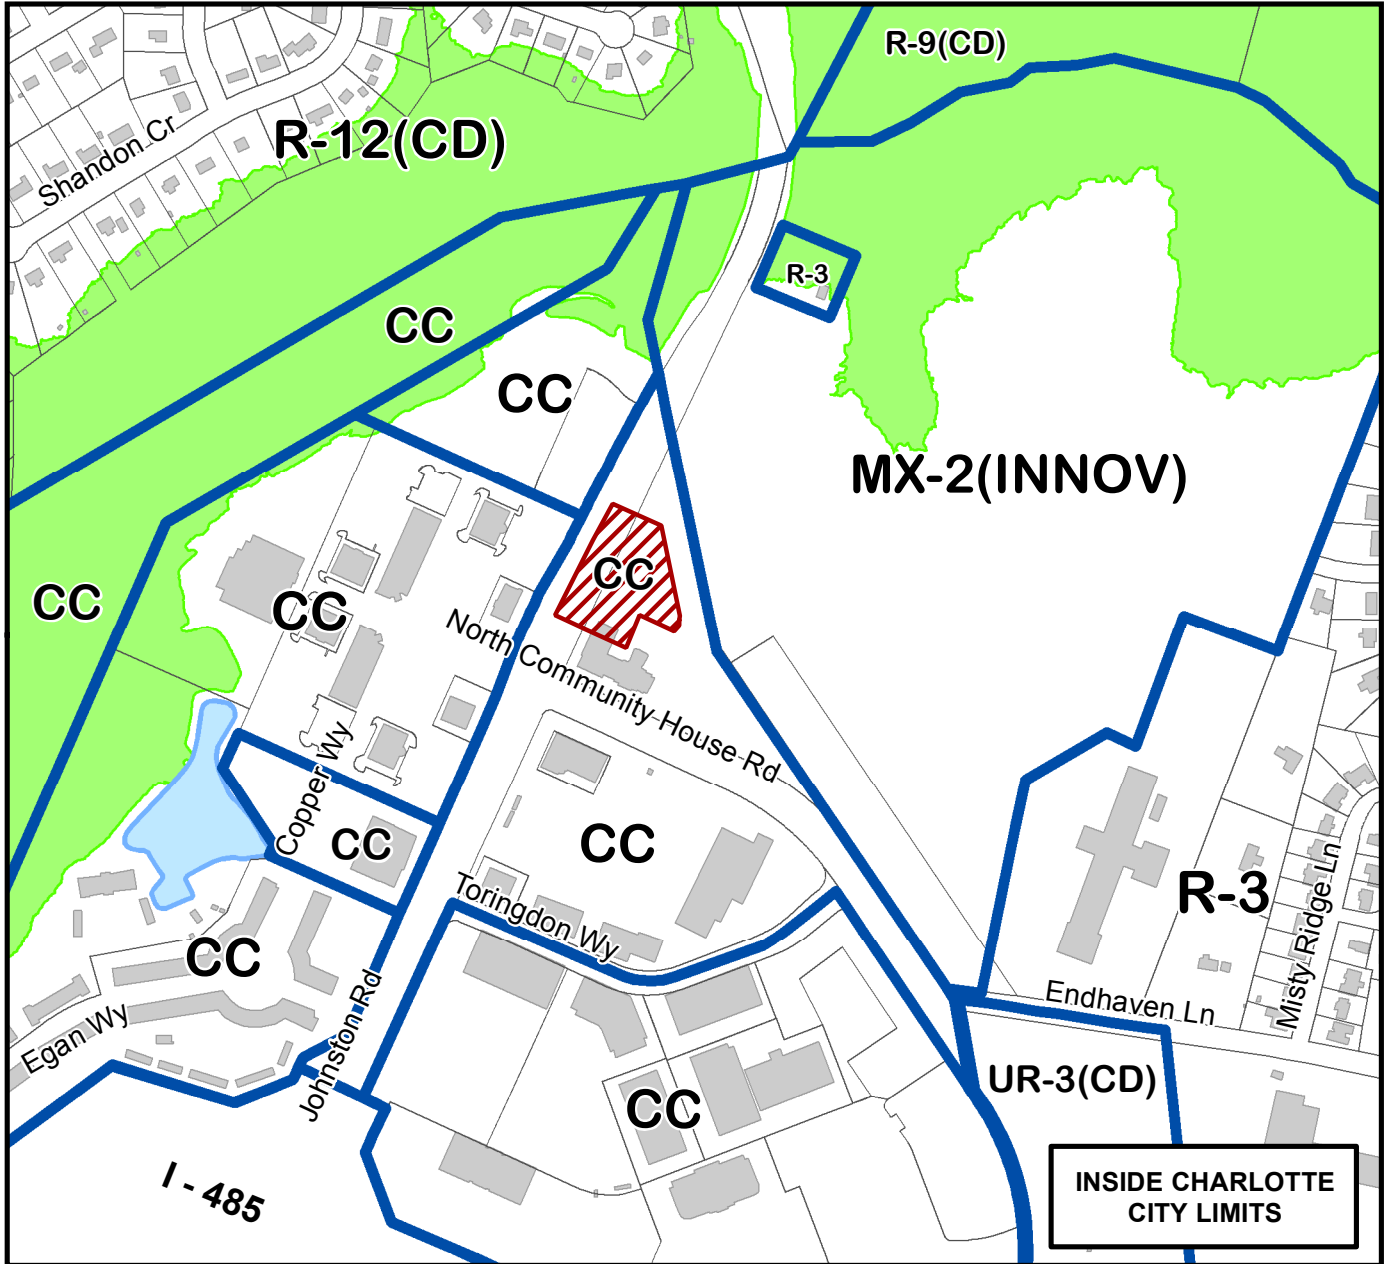 R-9(CD)
R-12(CD)
Shandon Cr
R-3
CC
CC
MX-2(INNOV)
CC
CC
CC
North Community House Rd
Copper Wy
CC
CC
R-3
Misty Ridge Ln
Toringdon Wy
CC
Johnston Rd
Endhaven Ln
Egan Wy
UR-3(CD)
CC
I - 485
INSIDE CHARLOTTE
CITY LIMITS